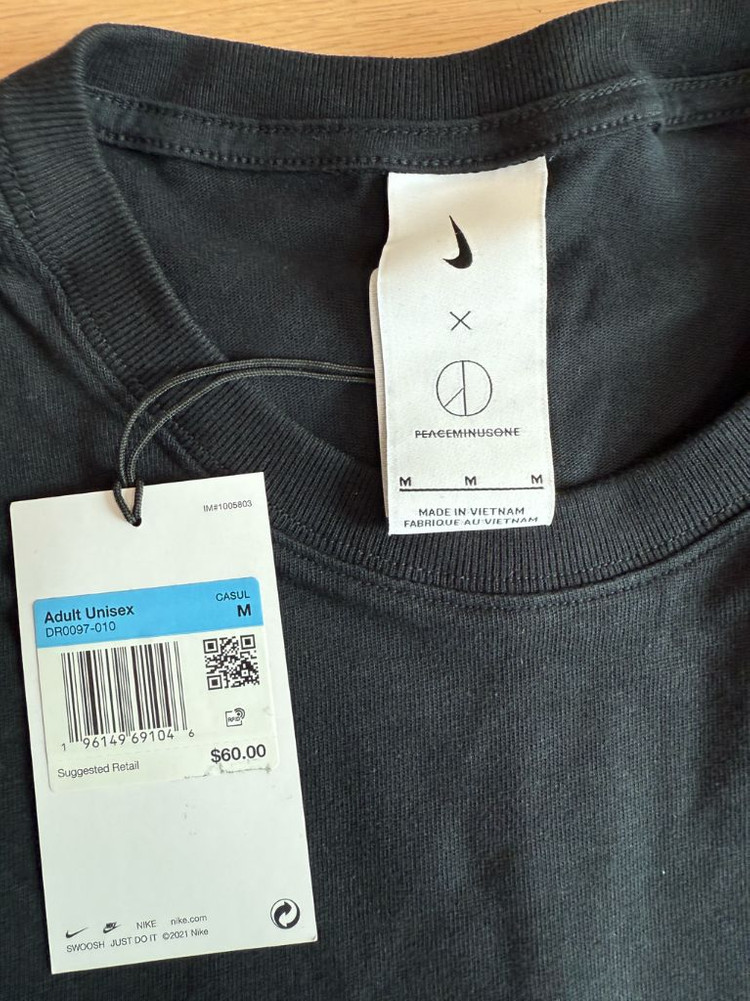 ×
PEACEMINUSONE
M M M
MADE IN VIETNAM
FABRIQUE AU VIETNAM
IM#1005803
Adult Unisex
CASUL
DR0097-010
M
1 96149 69104 6
RFID
Suggested Retail
$60.00
NIKE nike.com
SWOOSH JUST DO IT ©2021 Nike